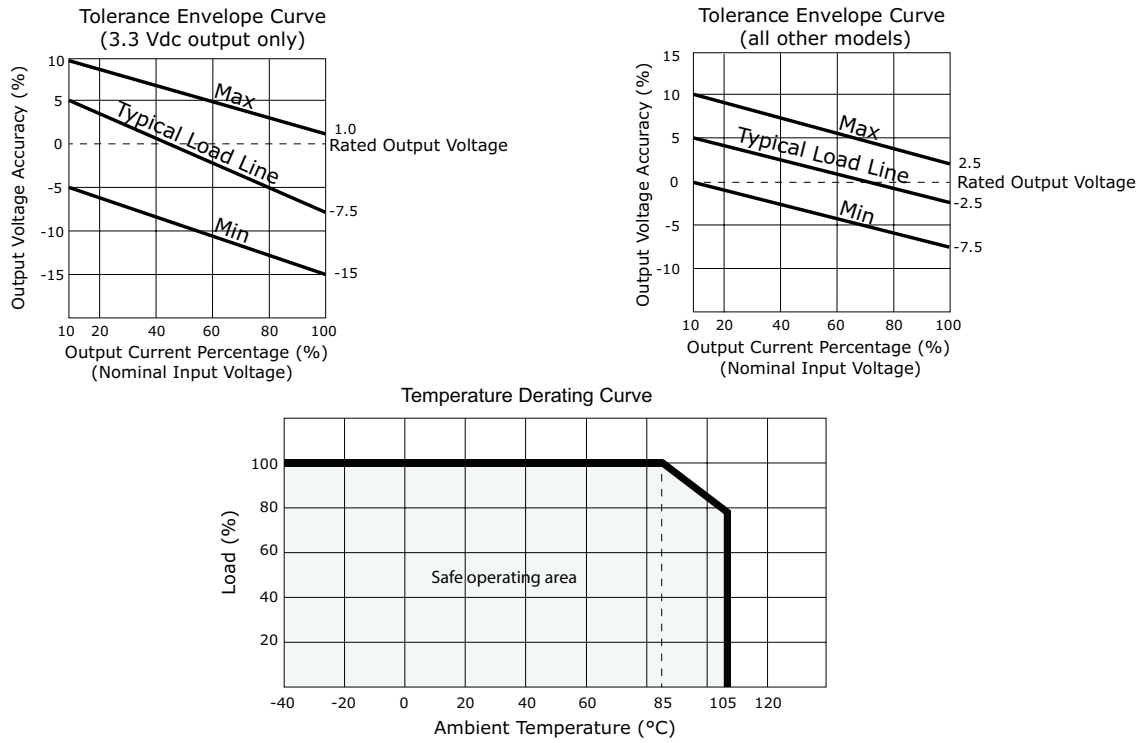 Tolerance Envelope Curve
(3.3 Vdc output only)
Output Voltage Accuracy (%)
10
5
0
-5
-10
-15
Max
Typical Load Line
Min
1.0
Rated Output Voltage
-7.5
-15
10 20 40 60 80 100
Output Current Percentage (%)
(Nominal Input Voltage)
Tolerance Envelope Curve
(all other models)
Output Voltage Accuracy (%)
15
10
5
0
-5
-10
Max
Typical Load Line
Min
2.5
Rated Output Voltage
-2.5
-7.5
10 20 40 60 80 100
Output Current Percentage (%)
(Nominal Input Voltage)
Temperature Derating Curve
Load (%)
100
80
60
40
20
Safe operating area
-40 -20 0 20 40 60 85 105 120
Ambient Temperature (°C)